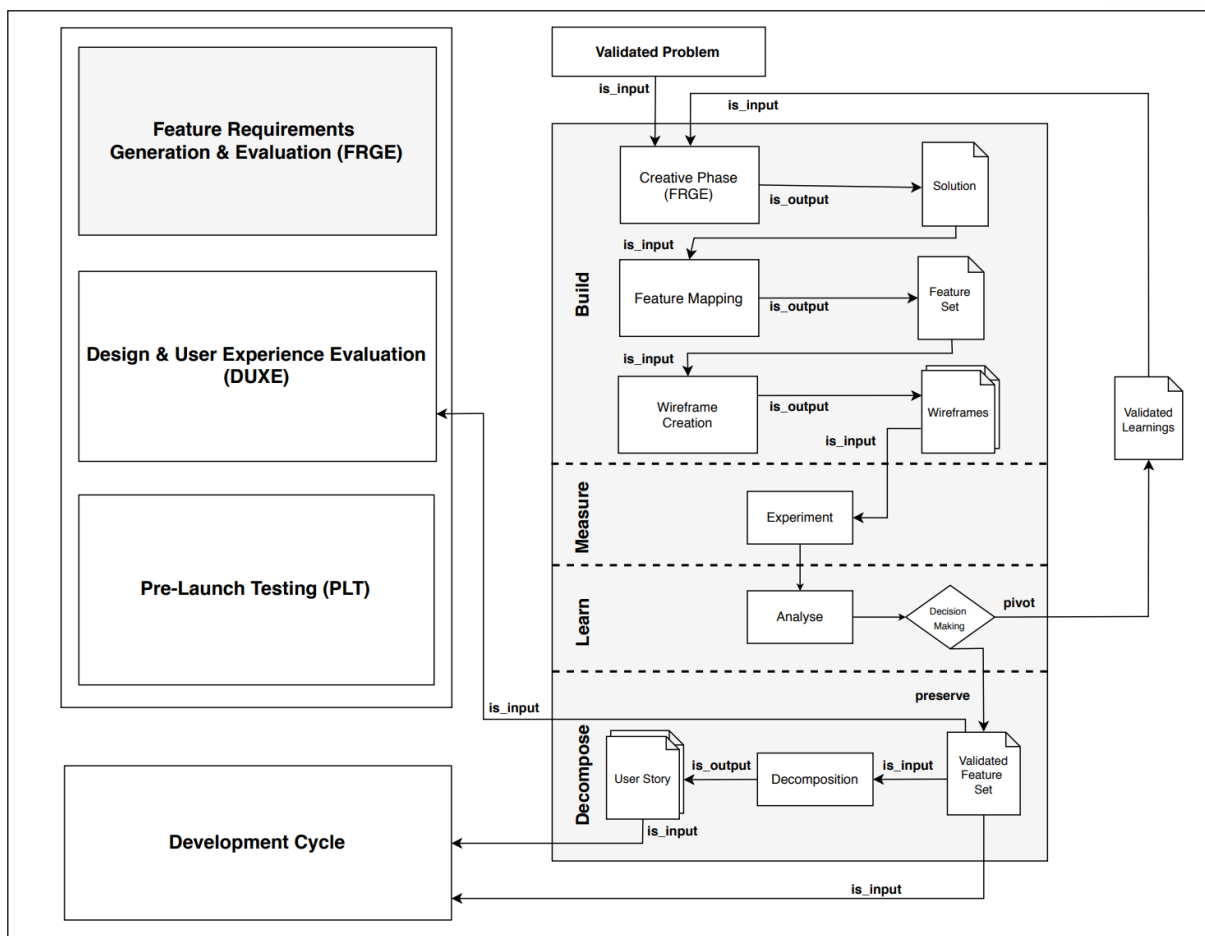 Feature Requirements
Generation & Evaluation (FRGE)
Design & User Experience Evaluation
(DUXE)
Pre-Launch Testing (PLT)
Development Cycle
Validated Problem
is_input
is_input
Build
Creative Phase
(FRGE)
is_output
Solution
is_input
Feature Mapping
is_output
Feature
Set
is_input
Wireframe
Creation
is_output
Wireframes
is_input
Validated
Learnings
Measure
Experiment
Learn
Analyse
Decision
Making
pivot
preserve
is_input
Decompose
User Story
is_output
Decomposition
is_input
Validated
Feature
Set
is_input
is_input